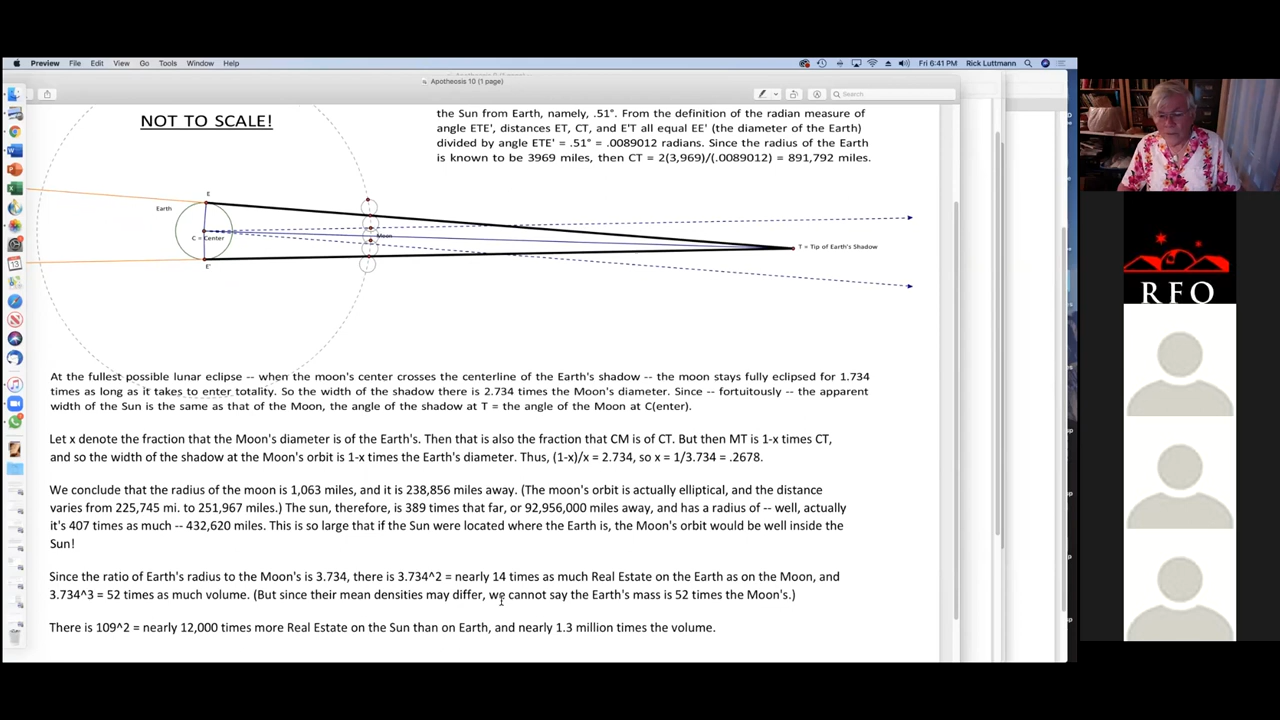 Preview File Edit View Go Tools Window Help
Fri 6:41 PM Rick Luttmann
Apotheosis 10 (1 page)
Search
NOT TO SCALE!
the Sun from Earth, namely, .51°. From the definition of the radian measure of
angle ETE', distances ET, CT, and E'T all equal EE' (the diameter of the Earth)
divided by angle ETE' = .51° = .0089012 radians. Since the radius of the Earth
is known to be 3969 miles, then CT = 2(3,969)/(.0089012) = 891,792 miles.
E
Earth
C = Center
Moon
T = Tip of Earth's Shadow
E'
RFO
At the fullest possible lunar eclipse -- when the moon's center crosses the centerline of the Earth's shadow -- the moon stays fully eclipsed for 1.734
times as long as it takes to enter totality. So the width of the shadow there is 2.734 times the Moon's diameter. Since -- fortuitously -- the apparent
width of the Sun is the same as that of the Moon, the angle of the shadow at T = the angle of the Moon at C(enter).
Let x denote the fraction that the Moon's diameter is of the Earth's. Then that is also the fraction that CM is of CT. But then MT is 1-x times CT,
and so the width of the shadow at the Moon's orbit is 1-x times the Earth's diameter. Thus, (1-x)/x = 2.734, so x = 1/3.734 = .2678.
We conclude that the radius of the moon is 1,063 miles, and it is 238,856 miles away. (The moon's orbit is actually elliptical, and the distance
varies from 225,745 mi. to 251,967 miles.) The sun, therefore, is 389 times that far, or 92,956,000 miles away, and has a radius of -- well, actually
it's 407 times as much -- 432,620 miles. This is so large that if the Sun were located where the Earth is, the Moon's orbit would be well inside the
Sun!
Since the ratio of Earth's radius to the Moon's is 3.734, there is 3.734^2 = nearly 14 times as much Real Estate on the Earth as on the Moon, and
3.734^3 = 52 times as much volume. (But since their mean densities may differ, we cannot say the Earth's mass is 52 times the Moon's.)
There is 109^2 = nearly 12,000 times more Real Estate on the Sun than on Earth, and nearly 1.3 million times the volume.